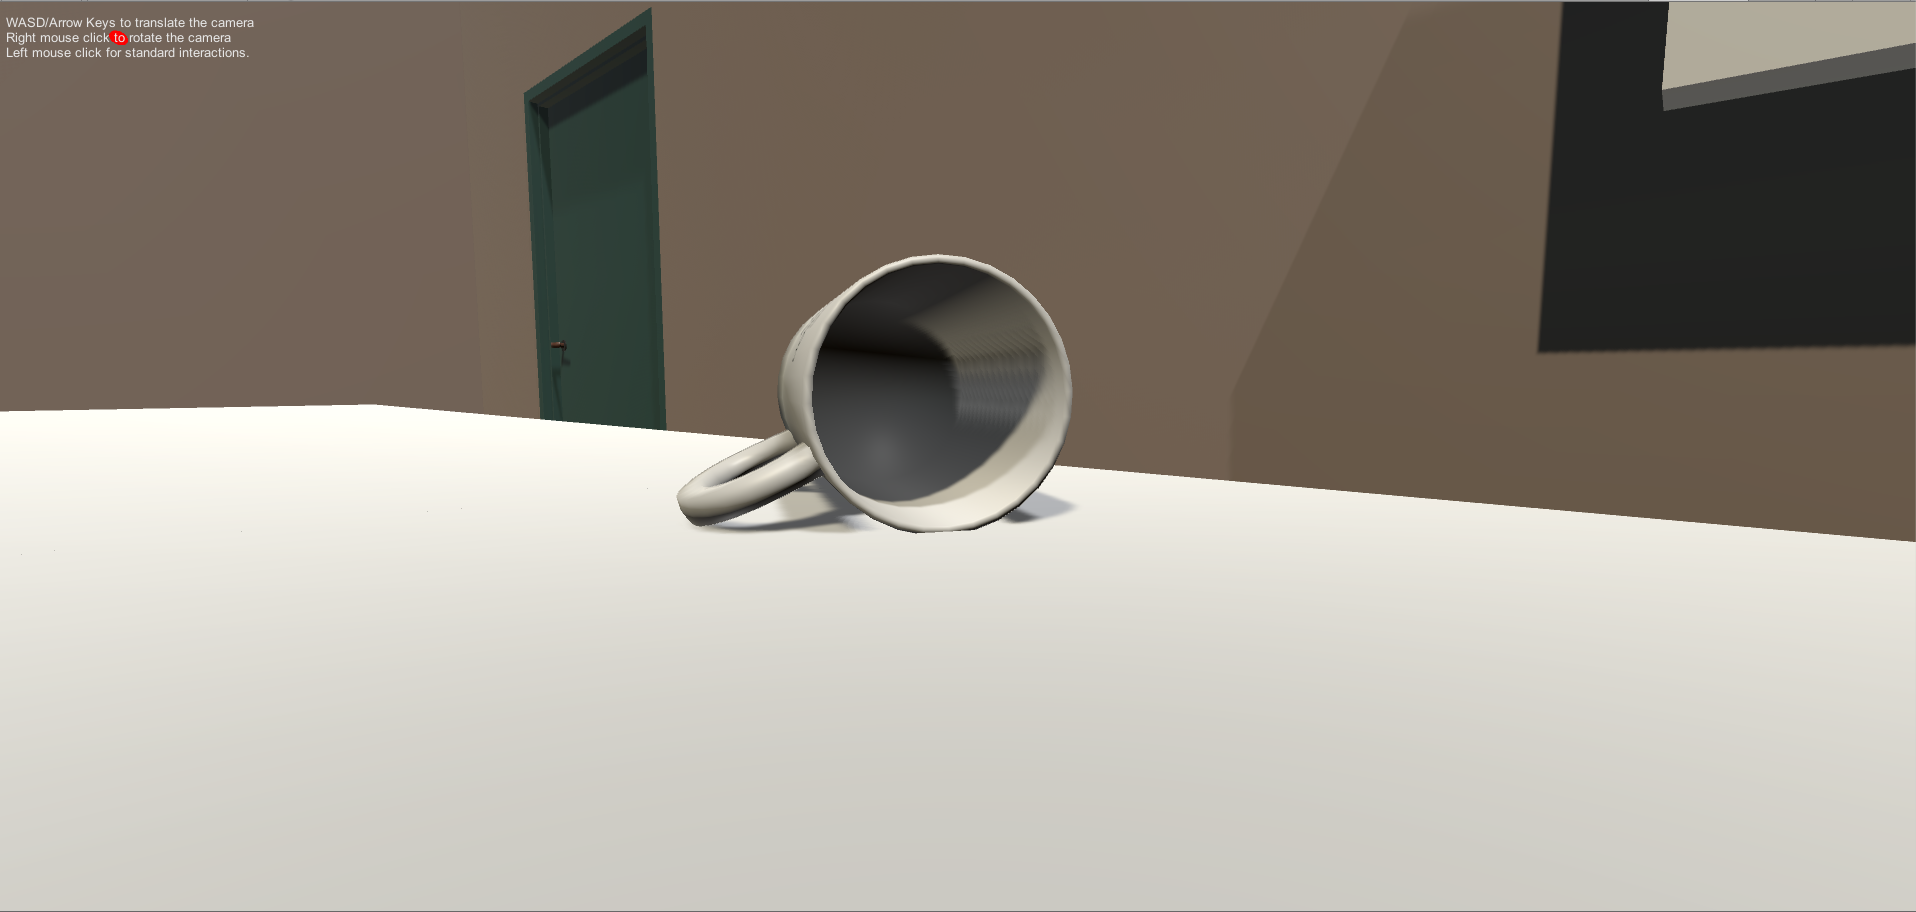 WASD/Arrow Keys to translate the camera
Right mouse click to rotate the camera
Left mouse click for standard interactions.